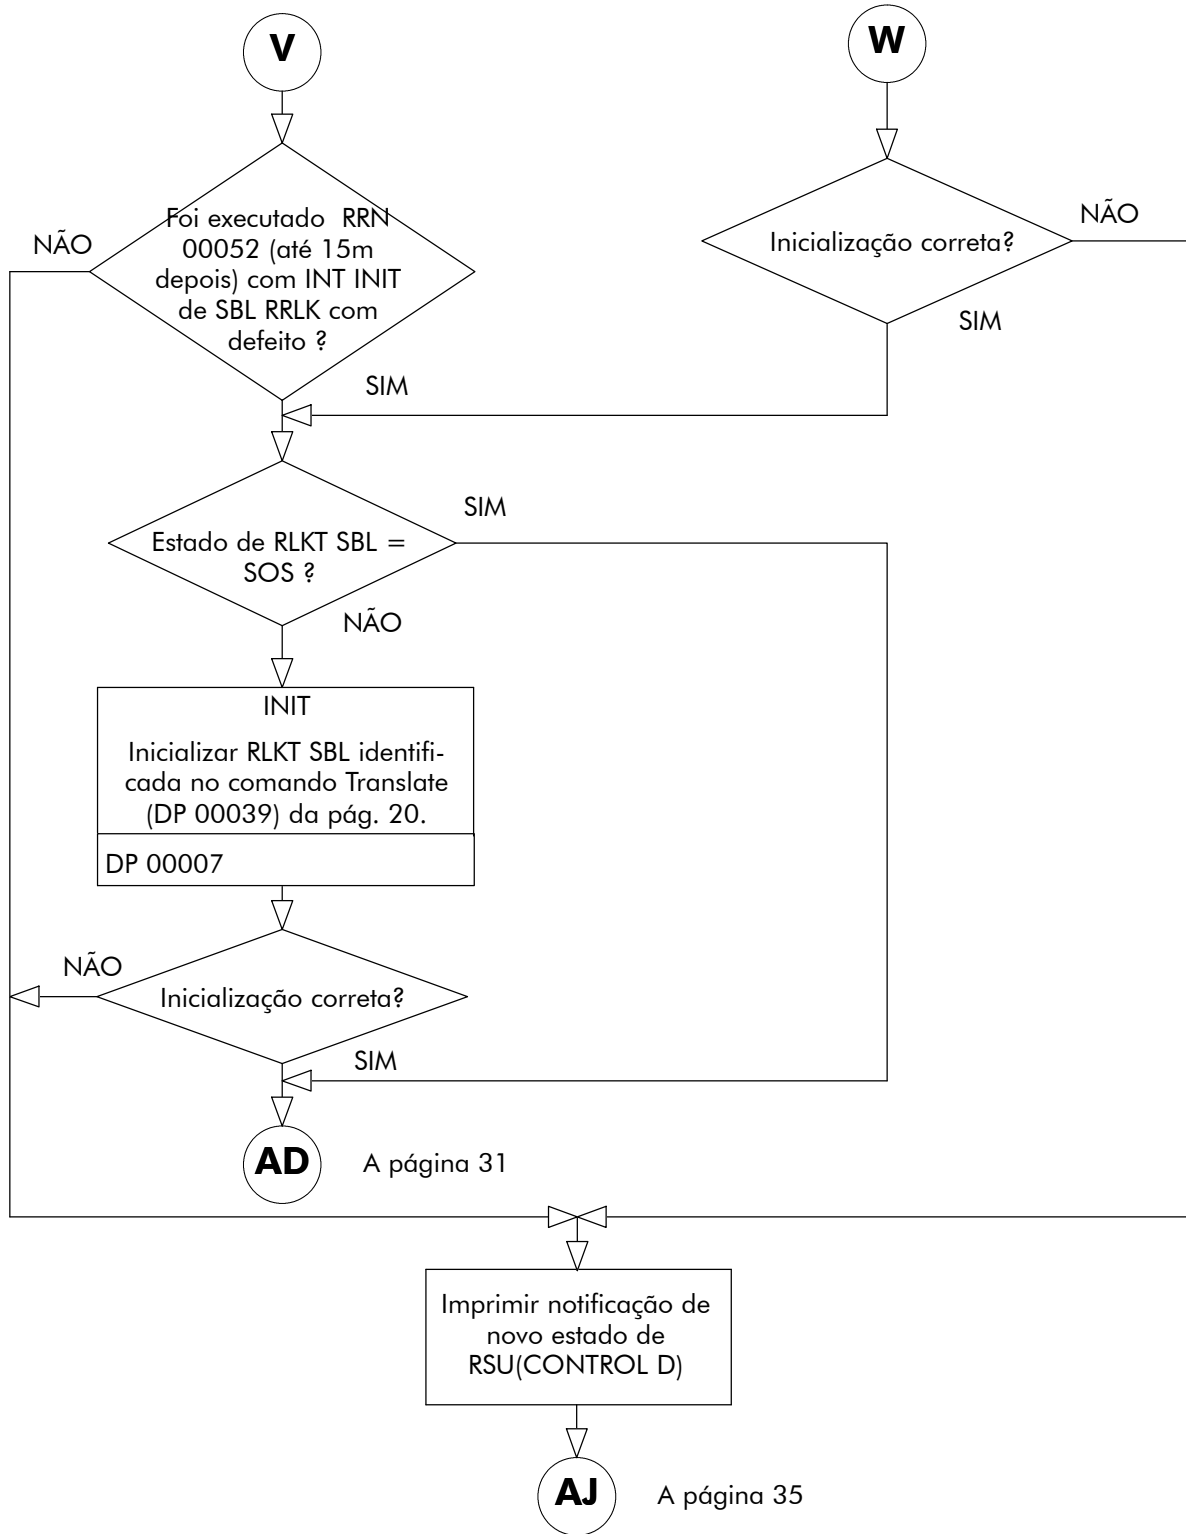 V
W
Foi executado RRN
00052 (até 15m
depois) com INT INIT
de SBL RRLK com
defeito ?
NÃO
Inicialização correta?
NÃO
SIM
SIM
Estado de RLKT SBL =
SOS ?
SIM
NÃO
INIT
Inicializar RLKT SBL identifi-
cada no comando Translate
(DP 00039) da pág. 20.
DP 00007
NÃO
Inicialização correta?
SIM
AD
A página 31
Imprimir notificação de
novo estado de
RSU(CONTROL D)
AJ
A página 35